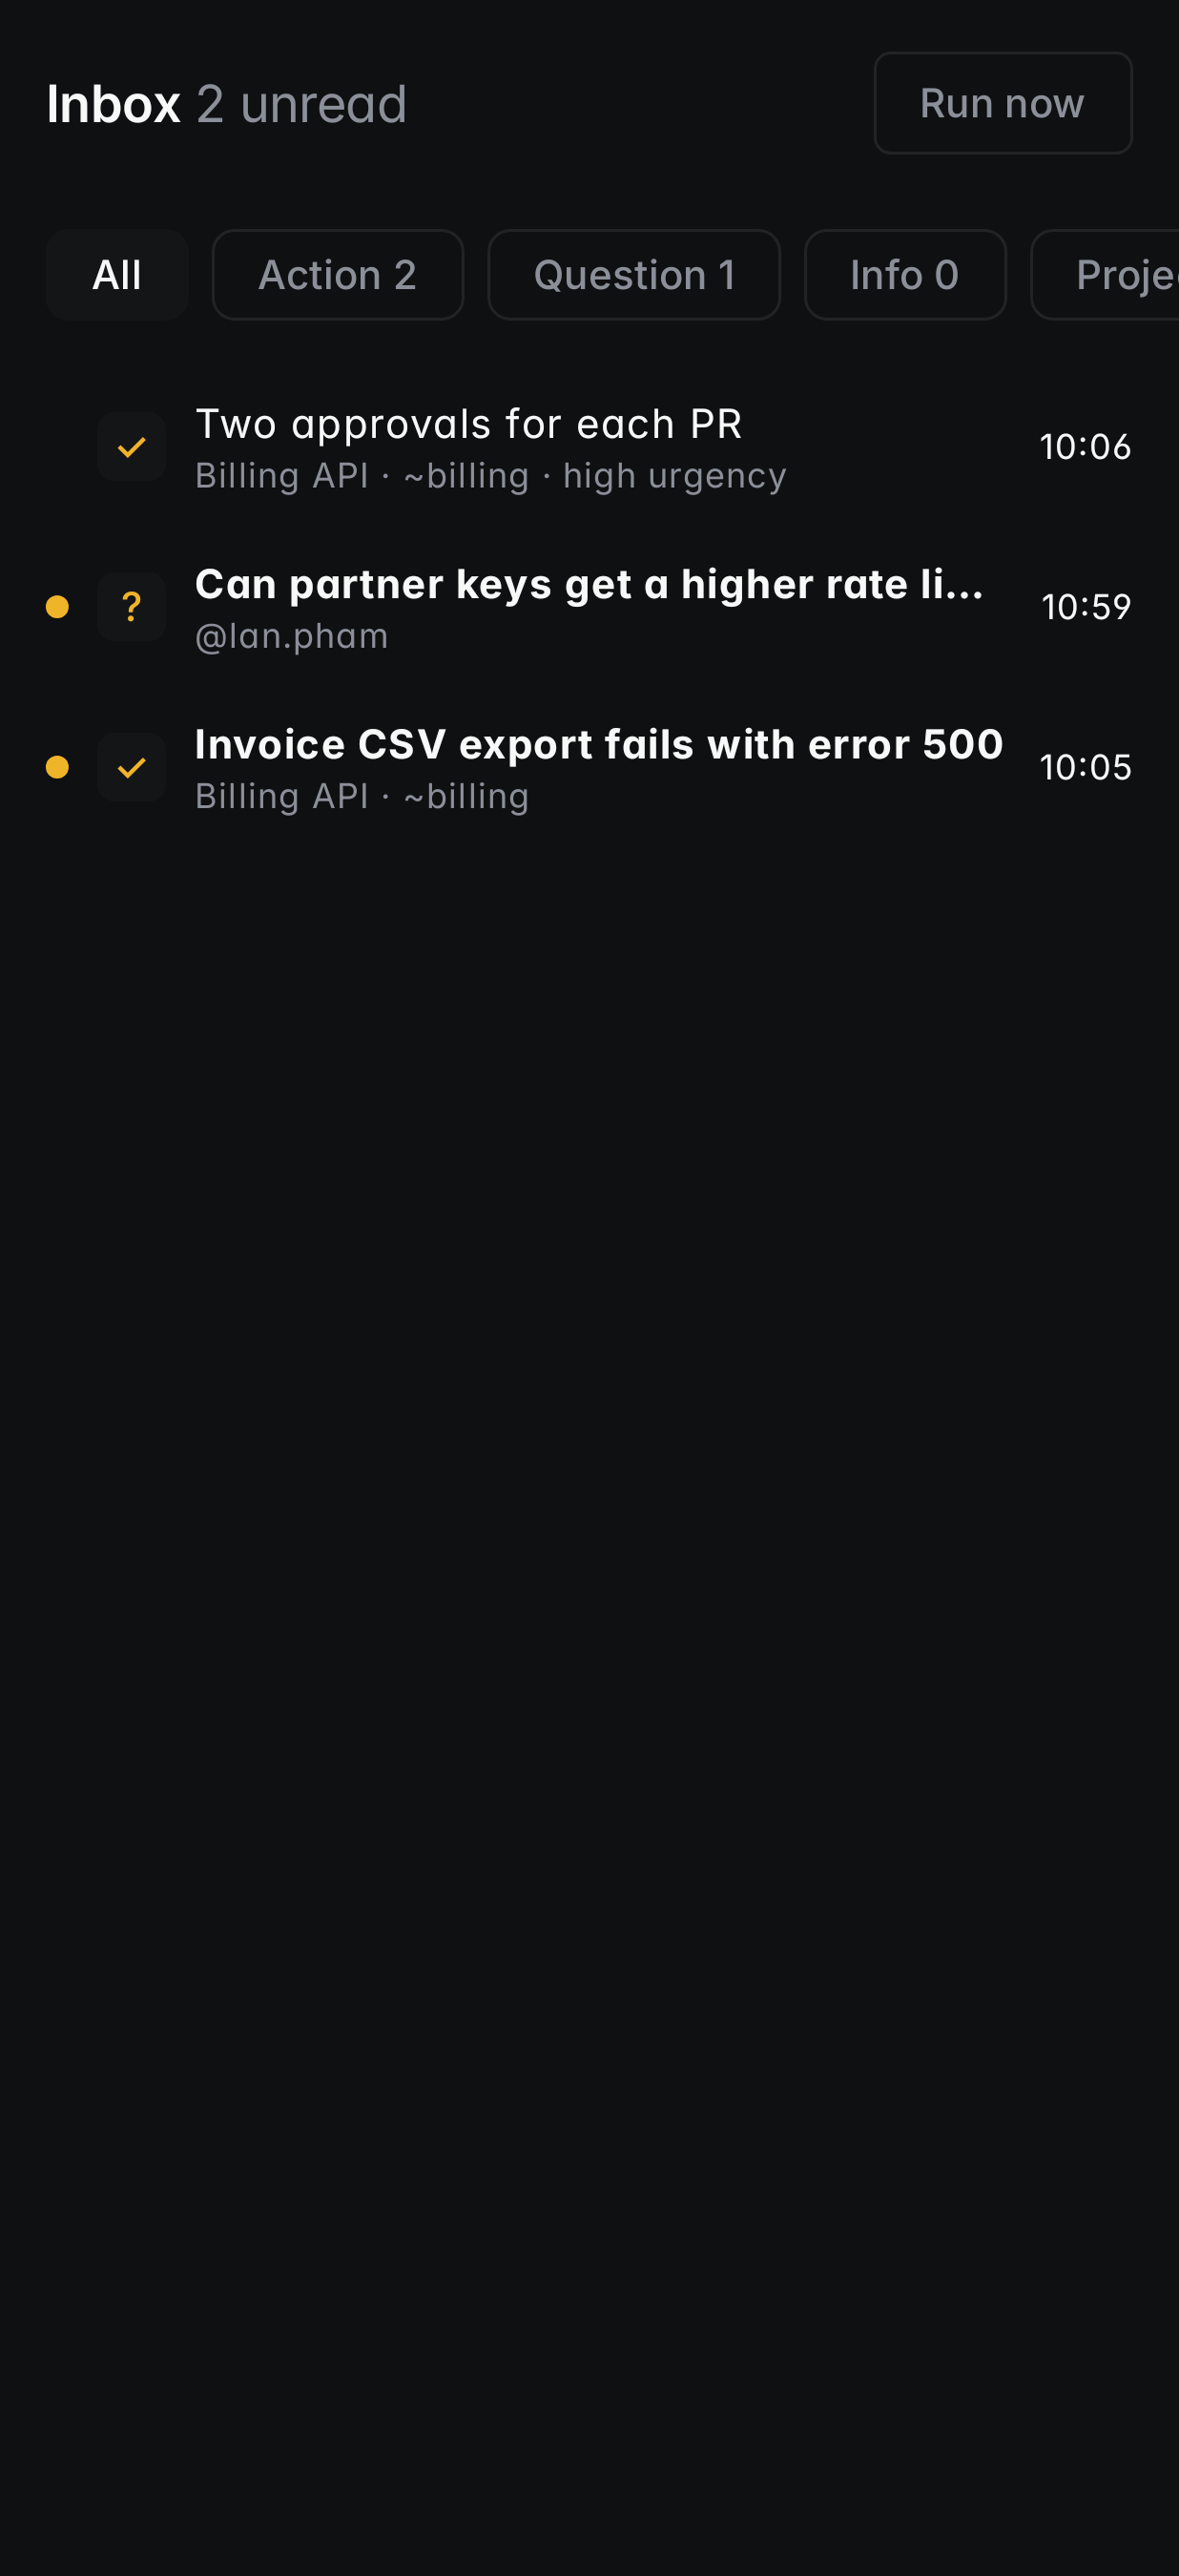 Inbox 2 unread
Run now
All
Action 2
Question 1
Info 0
Proje
Two approvals for each PR
10:06
Billing API · ~billing · high urgency
?
Can partner keys get a higher rate li...
10:59
@lan.pham
Invoice CSV export fails with error 500
10:05
Billing API · ~billing